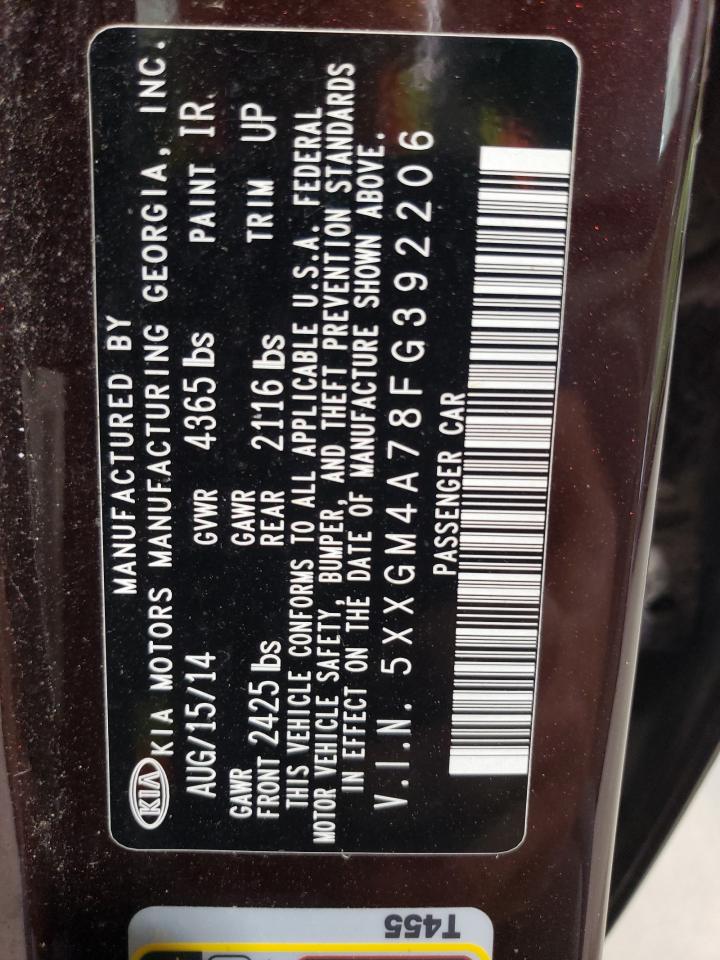 MANUFACTURED BY
KIA KIA MOTORS MANUFACTURING GEORGIA, INC.
AUG/15/14 GVWR 4365 lbs PAINT IR.
GAWR FRONT 2425 lbs GAWR REAR 2116 lbs TRIM UP
THIS VEHICLE CONFORMS TO ALL APPLICABLE U.S.A. FEDERAL
MOTOR VEHICLE SAFETY, BUMPER, AND THEFT PREVENTION STANDARDS
IN EFFECT ON THE DATE OF MANUFACTURE SHOWN ABOVE.
V.I.N. 5XXGM4A78FG392206
PASSENGER CAR
T455